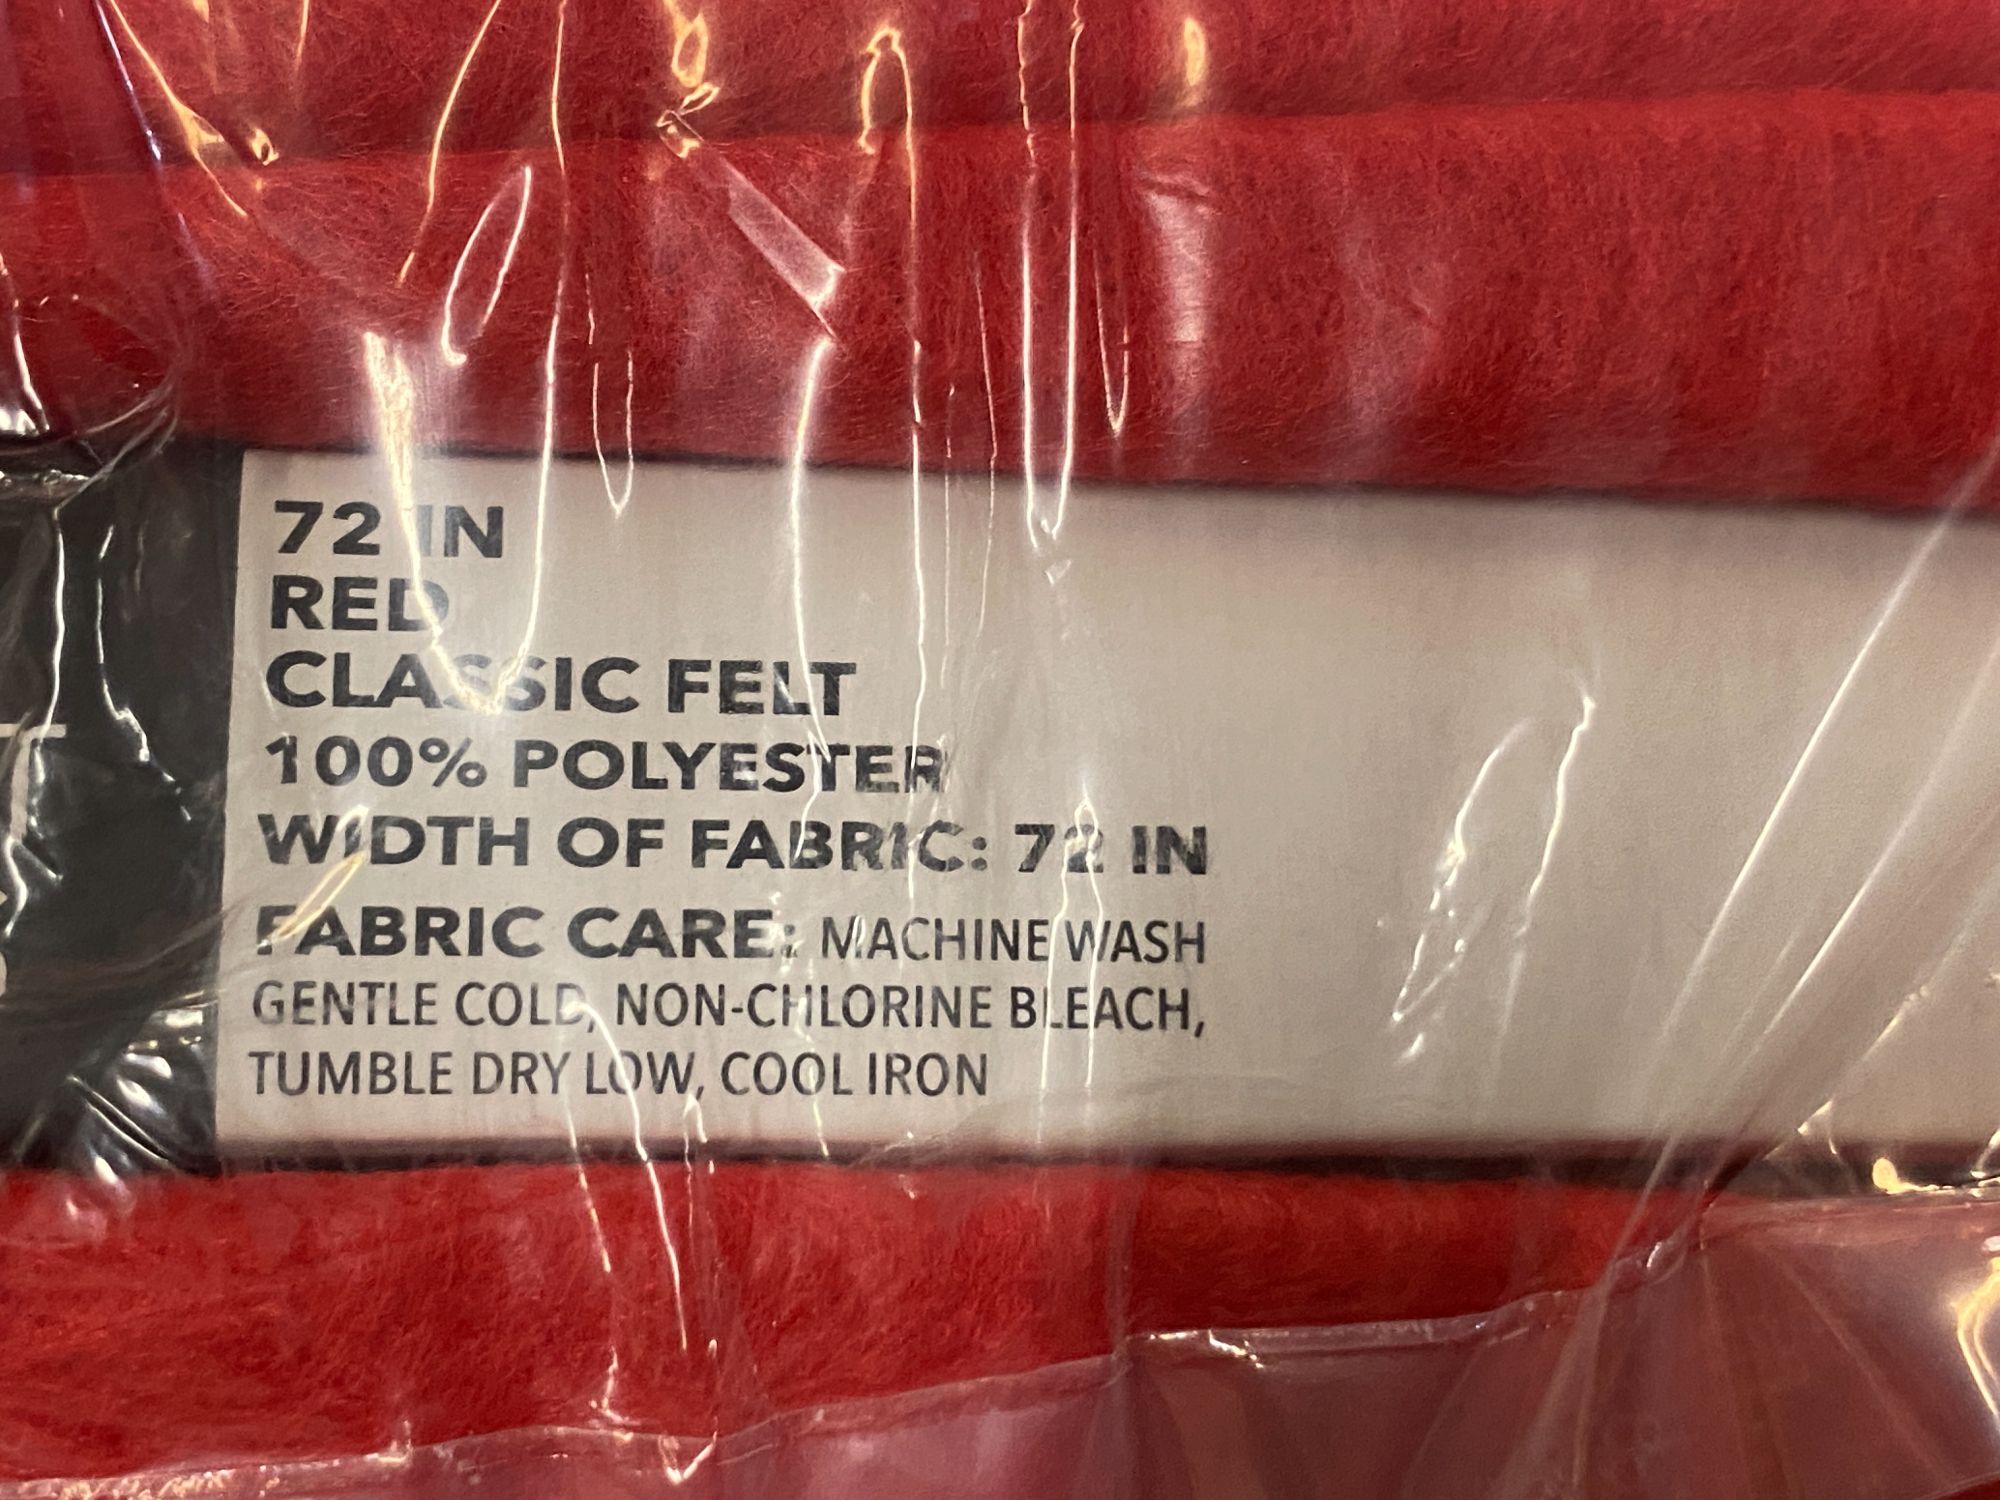 72 IN
RED
CLASSIC FELT
100% POLYESTER
WIDTH OF FABRIC: 72 IN
FABRIC CARE: MACHINE WASH
GENTLE COLD, NON-CHLORINE BLEACH,
TUMBLE DRY LOW, COOL IRON